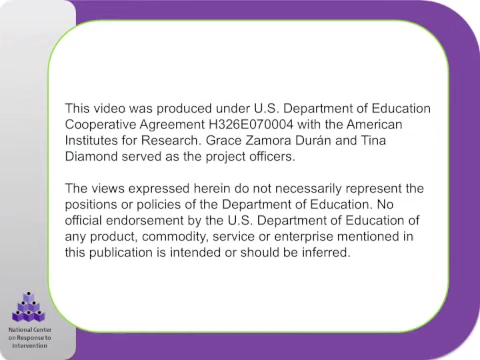 This video was produced under U.S. Department of Education
Cooperative Agreement H326E070004 with the American
Institutes for Research. Grace Zamora Durán and Tina
Diamond served as the project officers.
The views expressed herein do not necessarily represent the
positions or policies of the Department of Education. No
official endorsement by the U.S. Department of Education of
any product, commodity, service or enterprise mentioned in
this publication is intended or should be inferred.
National Center
on Response to
Intervention